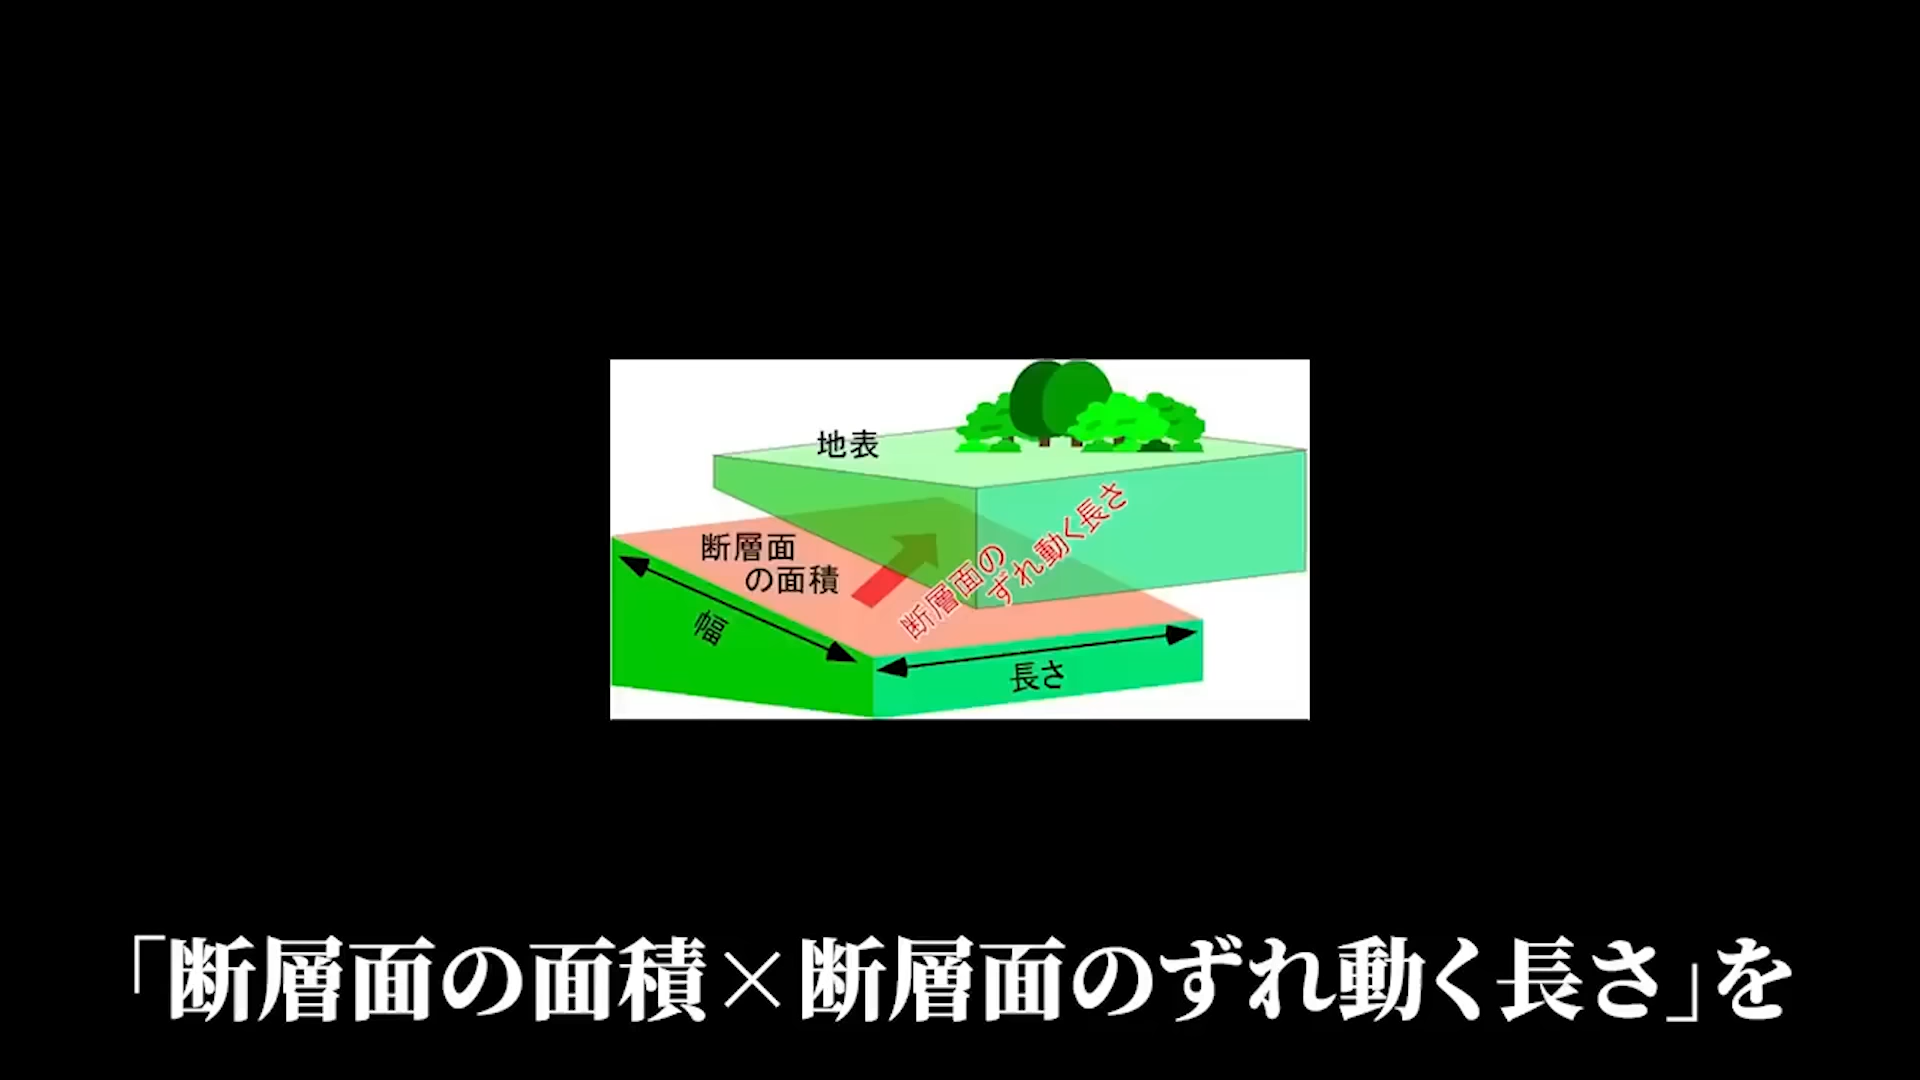 地表
断層面
の面積
断層面の
ずれ動く長さ
幅
長さ
「断層面の面積×断層面のずれ動く長さ」を